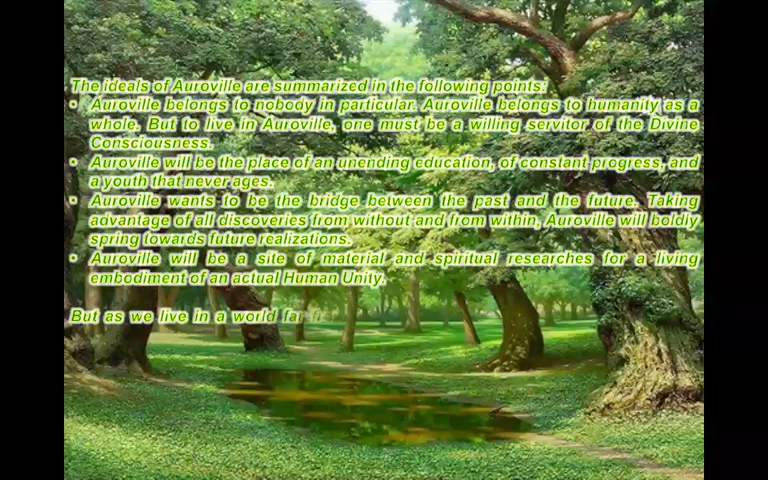 The ideals of Auroville are summarized in the following points:
• Auroville belongs to nobody in particular. Auroville belongs to humanity as a
whole. But to live in Auroville, one must be a willing servitor of the Divine
Consciousness.
• Auroville will be the place of an unending education, of constant progress, and
a youth that never ages.
• Auroville wants to be the bridge between the past and the future. Taking
advantage of all discoveries from without and from within, Auroville will boldly
spring towards future realizations.
• Auroville will be a site of material and spiritual researches for a living
embodiment of an actual Human Unity.
But as we live in a world far